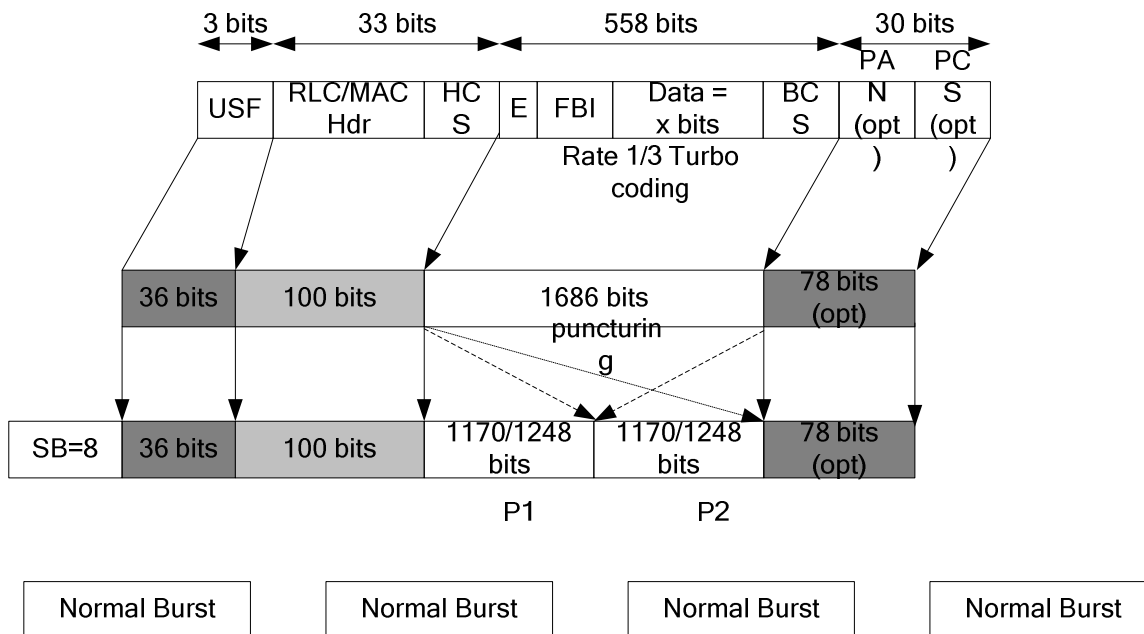 3 bits
33 bits
558 bits
30 bits
USF
RLC/MAC
Hdr
HC
S
E
FBI
Data =
x bits
BC
S
PA
N
(opt
)
PC
S
(opt
)
Rate 1/3 Turbo
coding
36 bits
100 bits
1686 bits
78 bits
(opt)
puncturin
g
SB=8
36 bits
100 bits
1170/1248
bits
1170/1248
bits
78 bits
(opt)
P1
P2
Normal Burst
Normal Burst
Normal Burst
Normal Burst